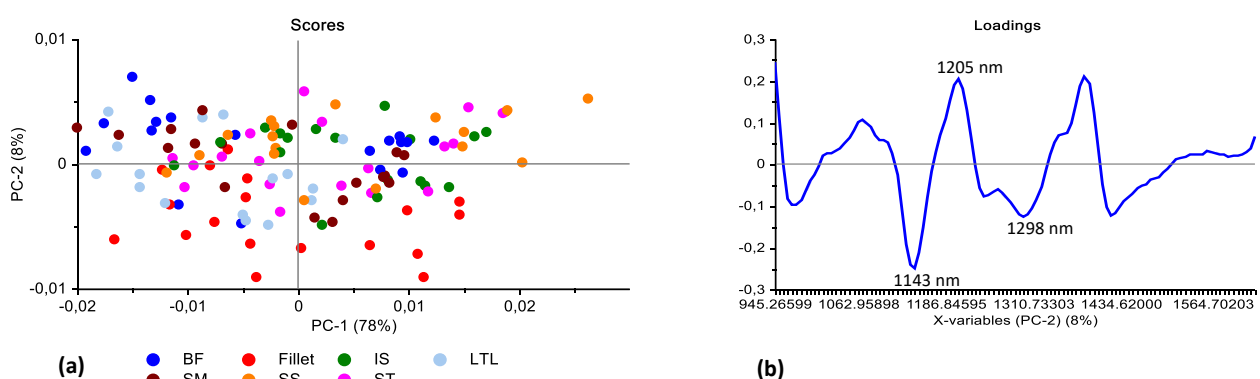 Scores
0,01
0
-0,01
PC-2 (8%)
-0,02
-0,01
0
0,01
0,02
PC-1 (78%)
BF
Fillet
IS
LTL
SM
SS
ST
(a)
Loadings
0,3
0,2
0,1
0
-0,1
-0,2
-0,3
1205 nm
1298 nm
1143 nm
945.26599 1062.95898 1186.84595 1310.73303 1434.62000 1564.70203
X-variables (PC-2) (8%)
(b)